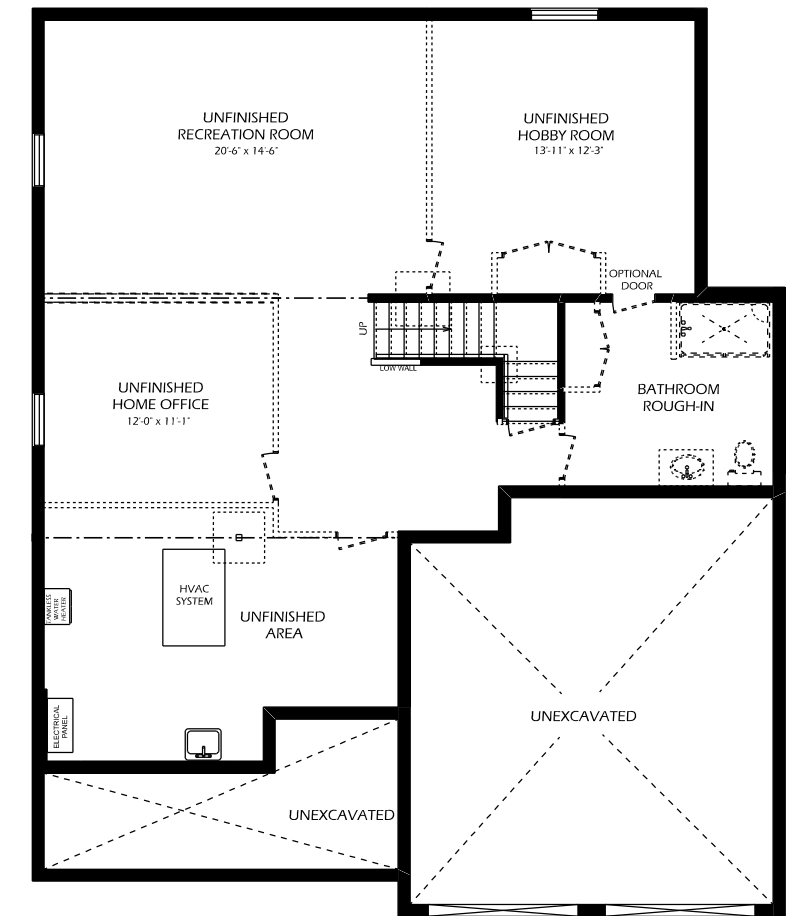 UNFINISHED
RECREATION ROOM
20'-6" x 14'-6"
UNFINISHED
HOBBY ROOM
13'-11" x 12'-3"
OPTIONAL
DOOR
UP
LOW WALL
UNFINISHED
HOME OFFICE
12'-0" x 11'-1"
BATHROOM
ROUGH-IN
HVAC
SYSTEM
TANKLESS
WATER
HEATER
UNFINISHED
AREA
ELECTRICAL
PANEL
UNEXCAVATED
UNEXCAVATED